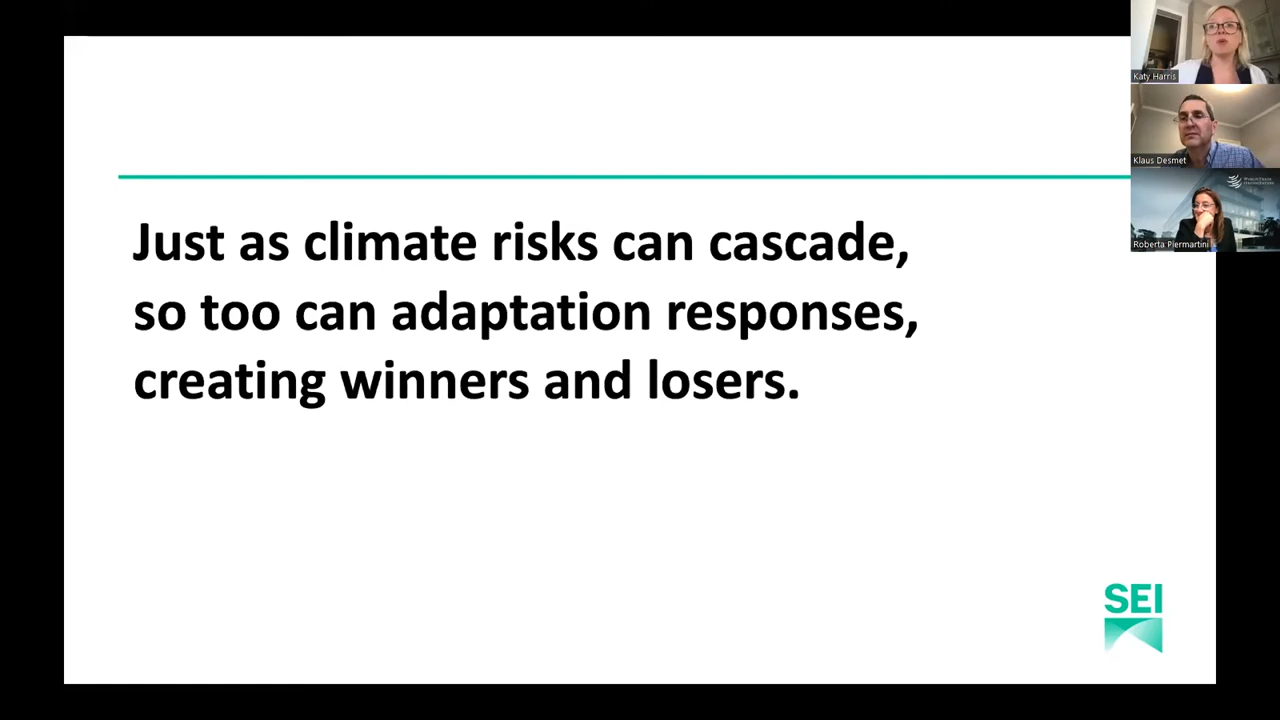 Just as climate risks can cascade,
so too can adaptation responses,
creating winners and losers.
SEI
Katy Harris
Klaus Desmet
Roberta Piermartini